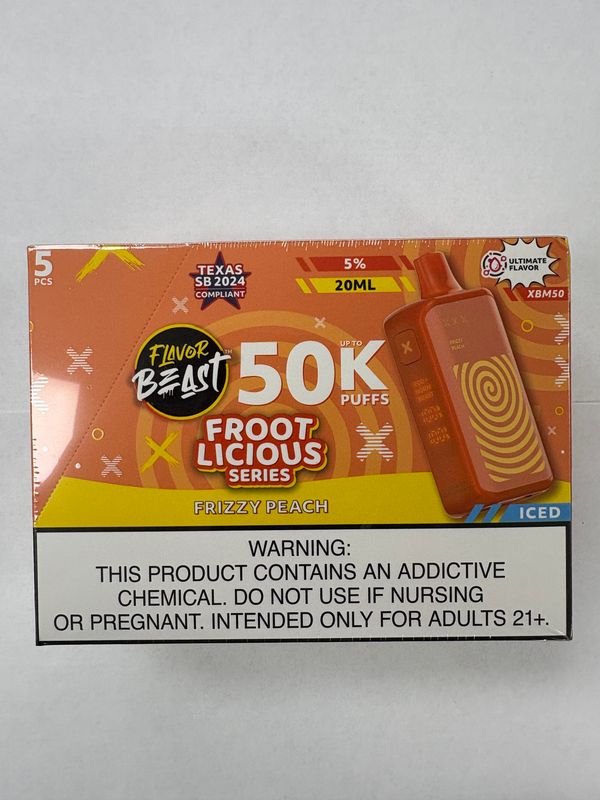 5
PCS
TEXAS
SB 2024
COMPLIANT
5%
20ML
ULTIMATE
FLAVOR
XBM50
FLAVOR
BEAST™
UP TO
50K
PUFFS
FROOT
LICIOUS
SERIES
FRIZZY PEACH
ICED
WARNING:
THIS PRODUCT CONTAINS AN ADDICTIVE
CHEMICAL. DO NOT USE IF NURSING
OR PREGNANT. INTENDED ONLY FOR ADULTS 21+.